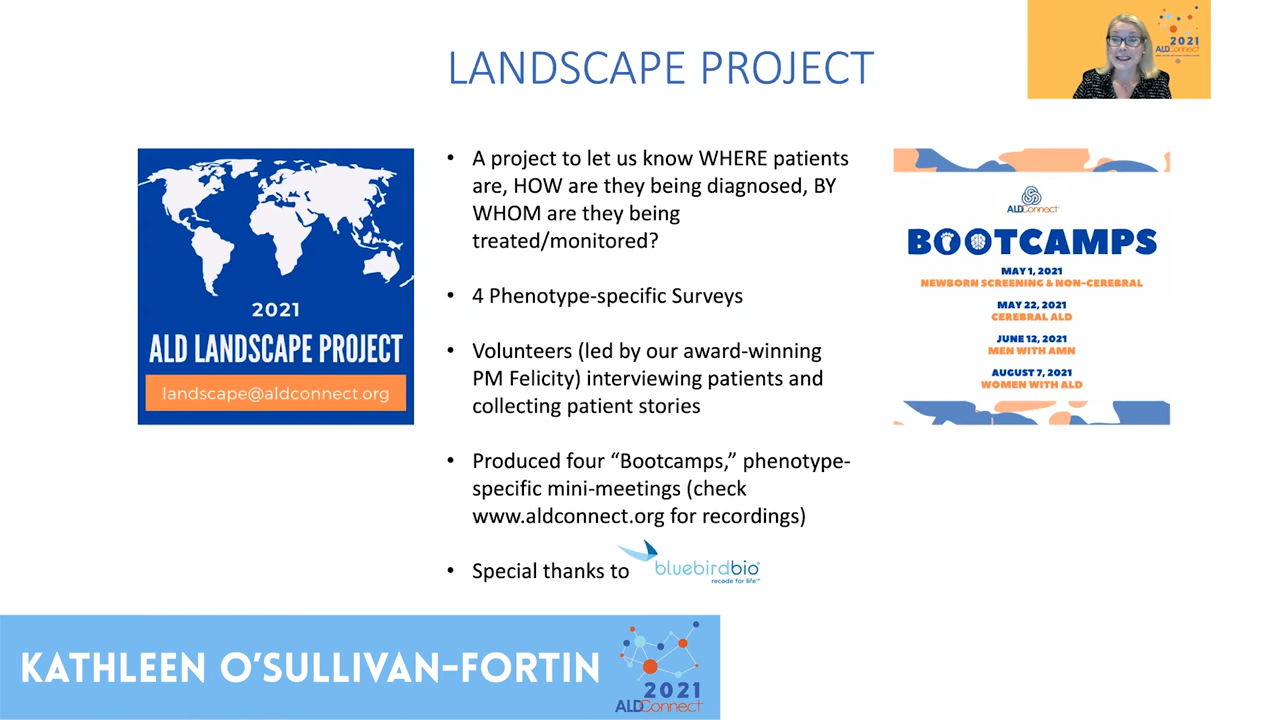 LANDSCAPE PROJECT
2021
ALDConnect
2021
ALD LANDSCAPE PROJECT
landscape@aldconnect.org
• A project to let us know WHERE patients
are, HOW are they being diagnosed, BY
WHOM are they being
treated/monitored?
• 4 Phenotype-specific Surveys
• Volunteers (led by our award-winning
PM Felicity) interviewing patients and
collecting patient stories
• Produced four “Bootcamps,” phenotype-
specific mini-meetings (check
www.aldconnect.org for recordings)
• Special thanks to
bluebirdbio
recode for life™
ALDConnect
BOOTCAMPS
MAY 1, 2021
NEWBORN SCREENING & NON-CEREBRAL
MAY 22, 2021
CEREBRAL ALD
JUNE 12, 2021
MEN WITH AMN
AUGUST 7, 2021
WOMEN WITH ALD
KATHLEEN O’SULLIVAN-FORTIN
2021
ALDConnect